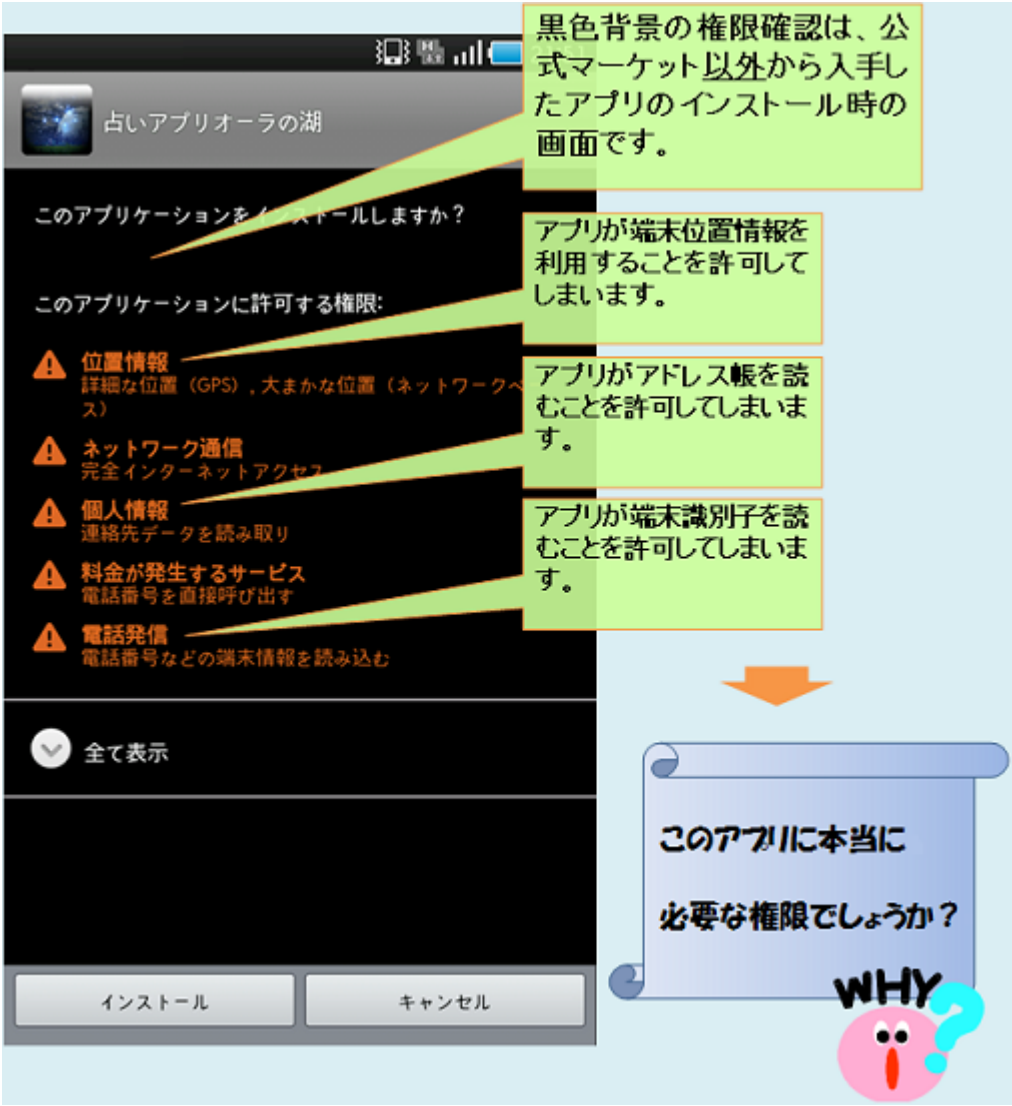 黒色背景の権限確認は、公
式マーケット以外から入手し
たアプリのインストール時の
画面です。
占いアプリオーラの湖
このアプリケーションをインストールしますか?
アプリが端末位置情報を
利用することを許可して
しまいます。
このアプリケーションに許可する権限:
位置情報
詳細な位置（GPS）, 大まかな位置（ネットワークベ
ス）
アプリがアドレス帳を読
むことを許可してしまいま
す。
ネットワーク通信
完全インターネットアクセス
個人情報
連絡先データを読み取り
アプリが端末識別子を読
むことを許可してしまいま
す。
料金が発生するサービス
電話番号を直接呼び出す
電話発信
電話番号などの端末情報を読み込む
全て表示
このアプリに本当に
必要な権限でしょうか？
インストール
キャンセル
WHY?